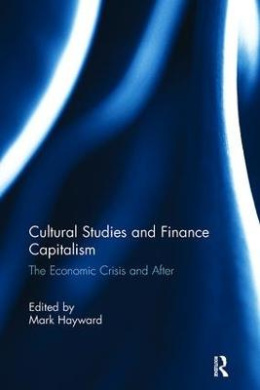 Cultural Studies and Finance
Capitalism
The Economic Crisis and After
Edited by
Mark Hayward
R